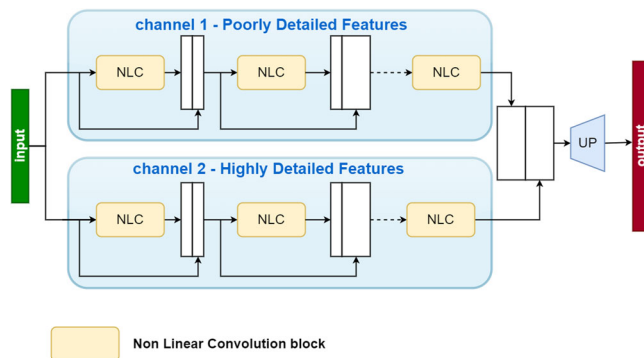 channel 1 - Poorly Detailed Features
NLC
NLC
NLC
input
UP
output
channel 2 - Highly Detailed Features
NLC
NLC
NLC
Non Linear Convolution block